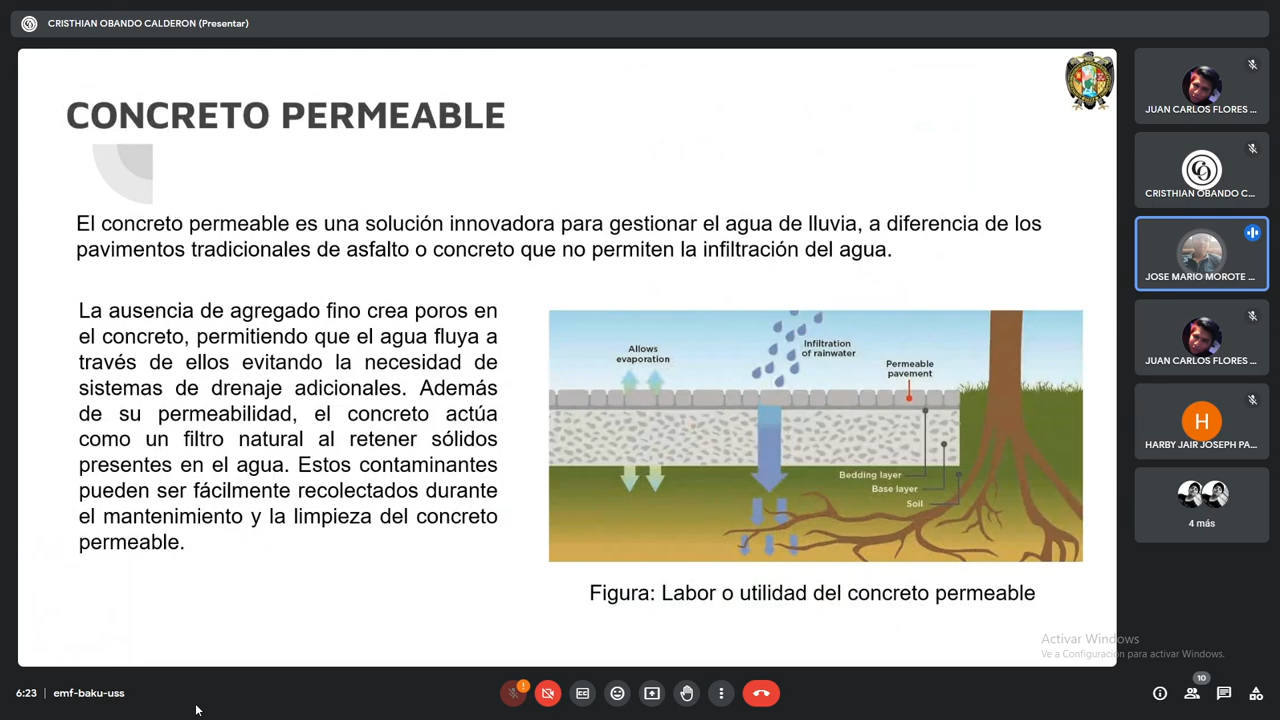 CRISTHIAN OBANDO CALDERON (Presentar)
CONCRETO PERMEABLE
El concreto permeable es una solución innovadora para gestionar el agua de lluvia, a diferencia de los
pavimentos tradicionales de asfalto o concreto que no permiten la infiltración del agua.
La ausencia de agregado fino crea poros en
el concreto, permitiendo que el agua fluya a
través de ellos evitando la necesidad de
sistemas de drenaje adicionales. Además
de su permeabilidad, el concreto actúa
como un filtro natural al retener sólidos
presentes en el agua. Estos contaminantes
pueden ser fácilmente recolectados durante
el mantenimiento y la limpieza del concreto
permeable.
Allows
evaporation
Infiltration
of rainwater
Permeable
pavement
Bedding layer
Base layer
Soil
Figura: Labor o utilidad del concreto permeable
JUAN CARLOS FLORES ...
CRISTHIAN OBANDO C...
JOSE MARIO MOROTE ...
JUAN CARLOS FLORES ...
H
HARBY JAIR JOSEPH PA...
4 más
Activar Windows
Ve a Configuración para activar Windows.
6:23 | emf-baku-uss
10